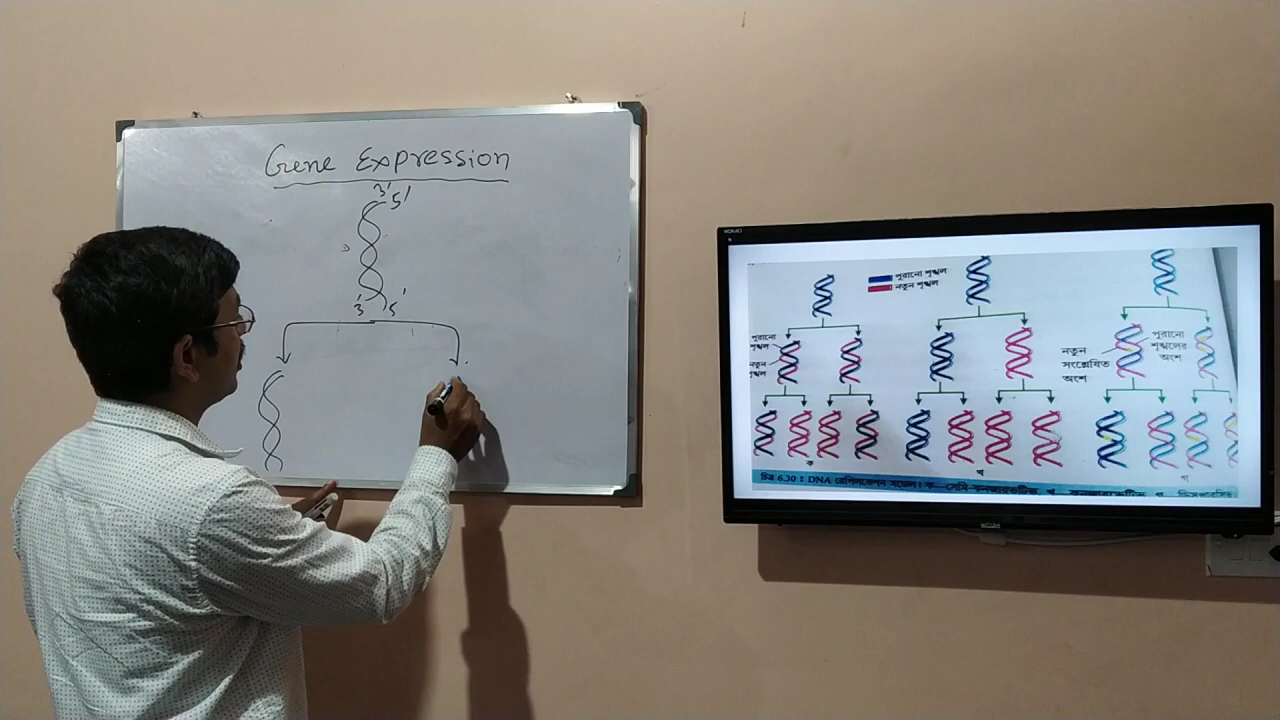 Gene Expression
3' 5'
3' 5'
পুরানো শৃঙ্খল
নতুন শৃঙ্খল
পুরানো
শৃঙ্খল
নতুন
শৃঙ্খল
নতুন
সংশ্লেষিত
অংশ
পুরানো
শৃঙ্খলের
অংশ
ক
খ
গ
চিত্র 6.30 : DNA রেপ্লিকেশন মডেল। ক